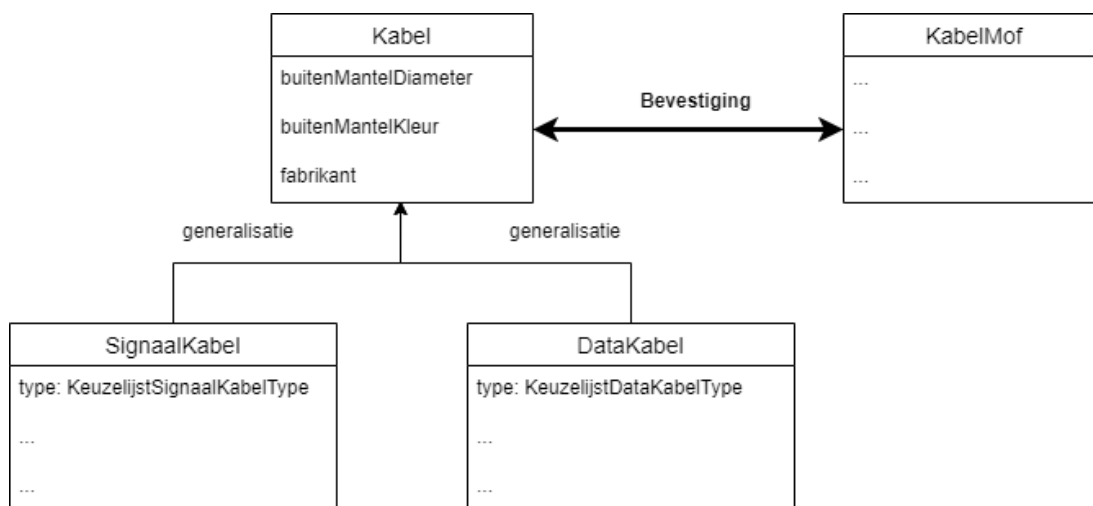 Kabel
buitenMantelDiameter
buitenMantelKleur
fabrikant
Bevestiging
KabelMof
...
...
...
generalisatie
generalisatie
SignaalKabel
type: KeuzelijstSignaalKabelType
...
...
DataKabel
type: KeuzelijstDataKabelType
...
...